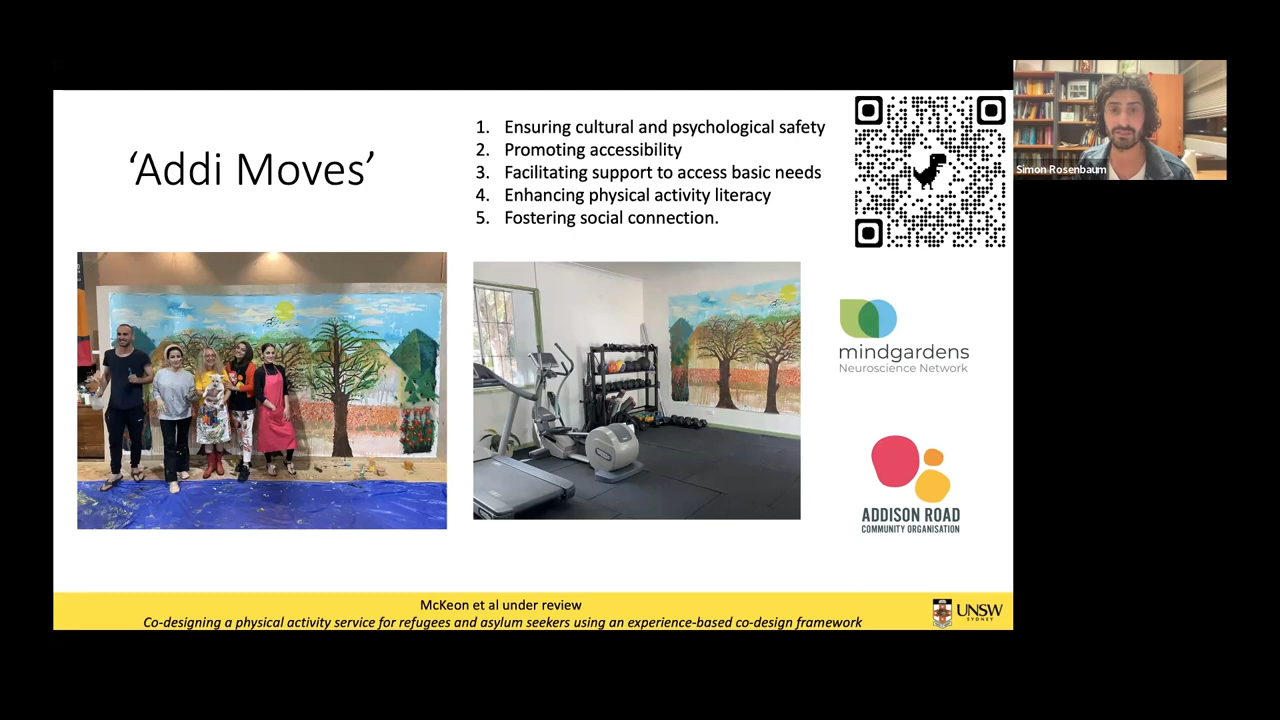 ‘Addi Moves’
1. Ensuring cultural and psychological safety
2. Promoting accessibility
3. Facilitating support to access basic needs
4. Enhancing physical activity literacy
5. Fostering social connection.
Simon Rosenbaum
mindgardens
Neuroscience Network
ADDISON ROAD
COMMUNITY ORGANISATION
McKeon et al under review
Co-designing a physical activity service for refugees and asylum seekers using an experience-based co-design framework
UNSW
SYDNEY